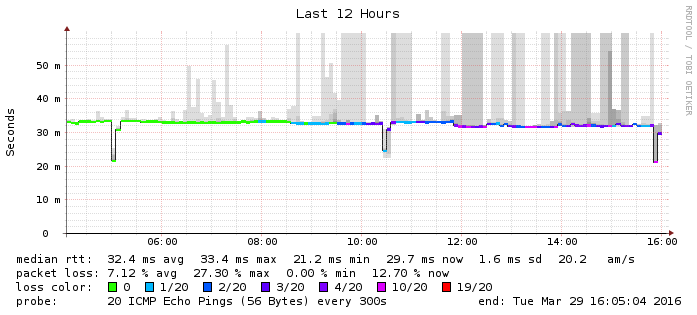 Last 12 Hours
RRDTOOL / TOBI OETIKER
Seconds
50 m
40 m
30 m
20 m
10 m
0
06:00 08:00 10:00 12:00 14:00 16:00
median rtt: 32.4 ms avg 33.4 ms max 21.2 ms min 29.7 ms now 1.6 ms sd 20.2 am/s
packet loss: 7.12 % avg 27.30 % max 0.00 % min 12.70 % now
loss color: 0 1/20 2/20 3/20 4/20 10/20 19/20
probe: 20 ICMP Echo Pings (56 Bytes) every 300s end: Tue Mar 29 16:05:04 2016